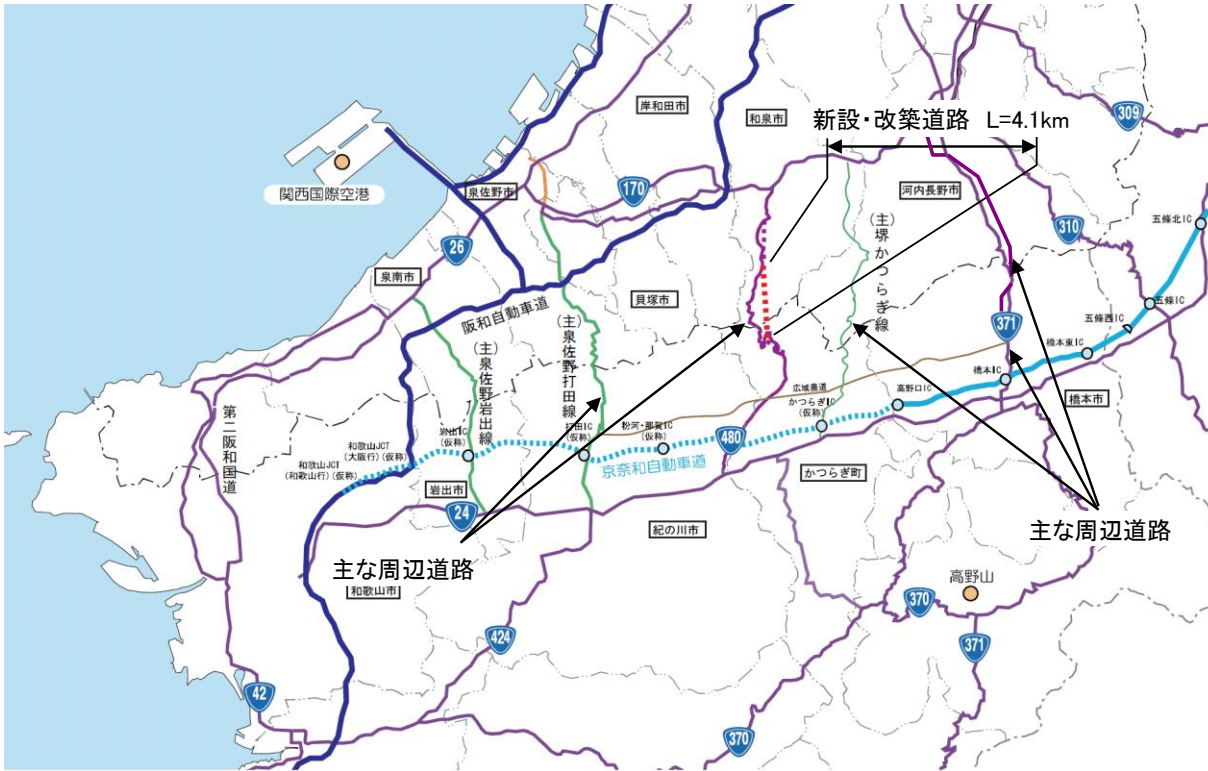 岸和田市
和泉市
309
新設・改築道路 L=4.1km
関西国際空港
泉佐野市
170
河内長野市
五條北IC
26
310
(主)堺かつらぎ線
泉南市
貝塚市
五條IC
阪和自動車道
五條西IC
371
橋本東IC
(主)泉佐野岩出線
(主)泉佐野打田線
橋本IC
広域農道
高野口IC
かつらぎIC
(仮称)
橋本市
第二阪和国道
和歌山JCT
(大阪行)(仮称)
岩出IC
(仮称)
打田IC
(仮称)
粉河・那賀IC
(仮称)
480
和歌山JCT
(和歌山行)(仮称)
京奈和自動車道
かつらぎ町
岩出市
24
紀の川市
主な周辺道路
主な周辺道路
和歌山市
高野山
370
424
371
42
370